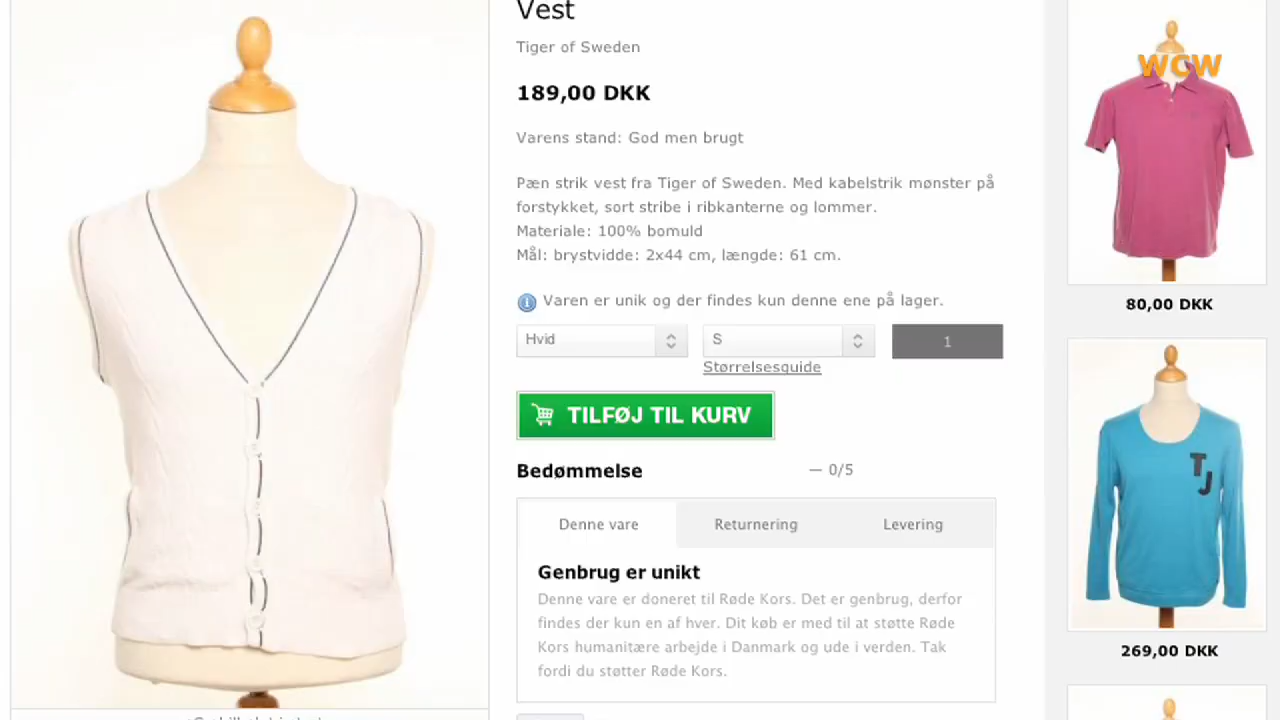 Vest
Tiger of Sweden
189,00 DKK
Varens stand: God men brugt
Pæn strik vest fra Tiger of Sweden. Med kabelstrik mønster på
forstykket, sort stribe i ribkanterne og lommer.
Materiale: 100% bomuld
Mål: brystvidde: 2x44 cm, længde: 61 cm.
i Varen er unik og der findes kun denne ene på lager.
Hvid S 1
Størrelsesguide
TILFØJ TIL KURV
Bedømmelse — 0/5
Denne vare Returnering Levering
Genbrug er unikt
Denne vare er doneret til Røde Kors. Det er genbrug, derfor
findes der kun en af hver. Dit køb er med til at støtte Røde
Kors humanitære arbejde i Danmark og ude i verden. Tak
fordi du støtter Røde Kors.
WCW
80,00 DKK
TJ
269,00 DKK